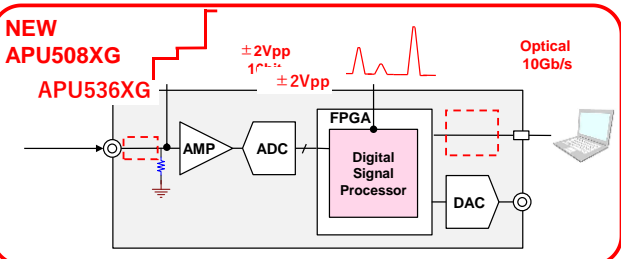 NEW
APU508XG
APU536XG
±2Vpp
±2Vpp
Optical
10Gb/s
FPGA
AMP
ADC
Digital
Signal
Processor
DAC